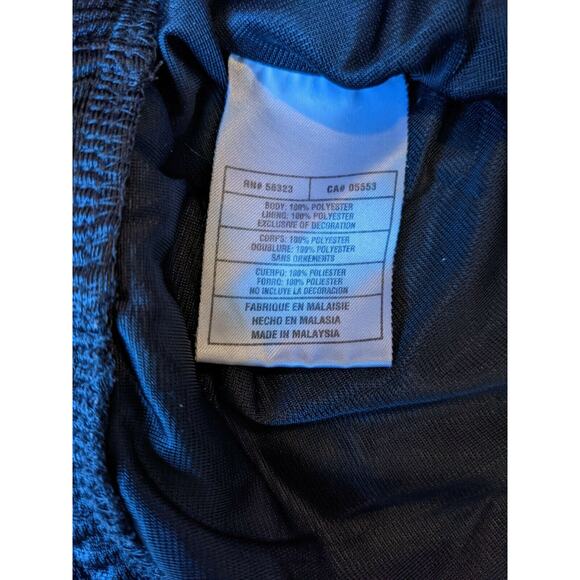 RN# 56323 CA# 05553
BODY: 100% POLYESTER
LINING: 100% POLYESTER
EXCLUSIVE OF DECORATION
CORPS: 100% POLYESTER
DOUBLURE: 100% POLYESTER
SANS ORNEMENTS
CUERPO: 100% POLIESTER
FORRO: 100% POLIESTER
NO INCLUYE LA DECORACION
FABRIQUE EN MALAISIE
HECHO EN MALASIA
MADE IN MALAYSIA